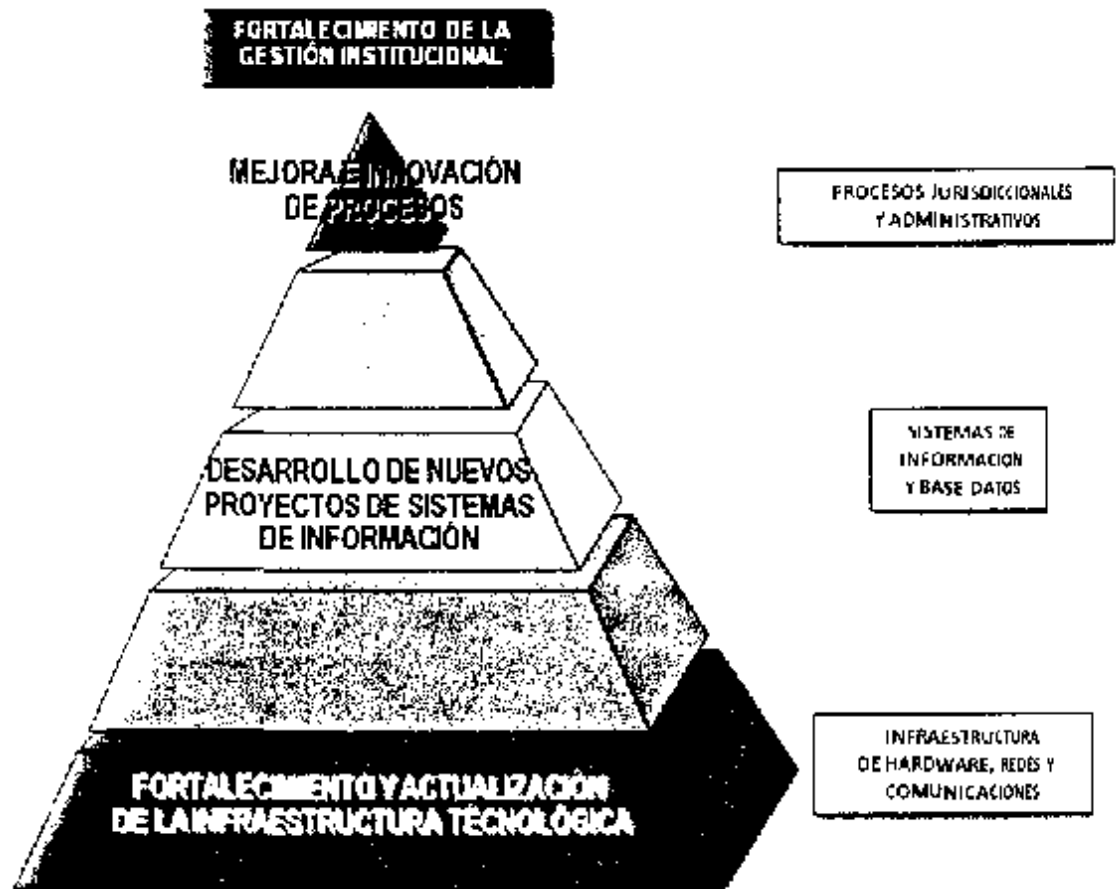 FORTALECIMIENTO DE LA
GESTIÓN INSTITUCIONAL
MEJORA E INNOVACIÓN
DE PROCESOS
PROCESOS JURISDICCIONALES
Y ADMINISTRATIVOS
DESARROLLO DE NUEVOS
PROYECTOS DE SISTEMAS
DE INFORMACIÓN
SISTEMAS DE
INFORMACION
Y BASE DATOS
FORTALECIMIENTO Y ACTUALIZACIÓN
DE LA INFRAESTRUCTURA TECNOLÓGICA
INFRAESTRUCTURA
DE HARDWARE, REDES Y
COMUNICACIONES